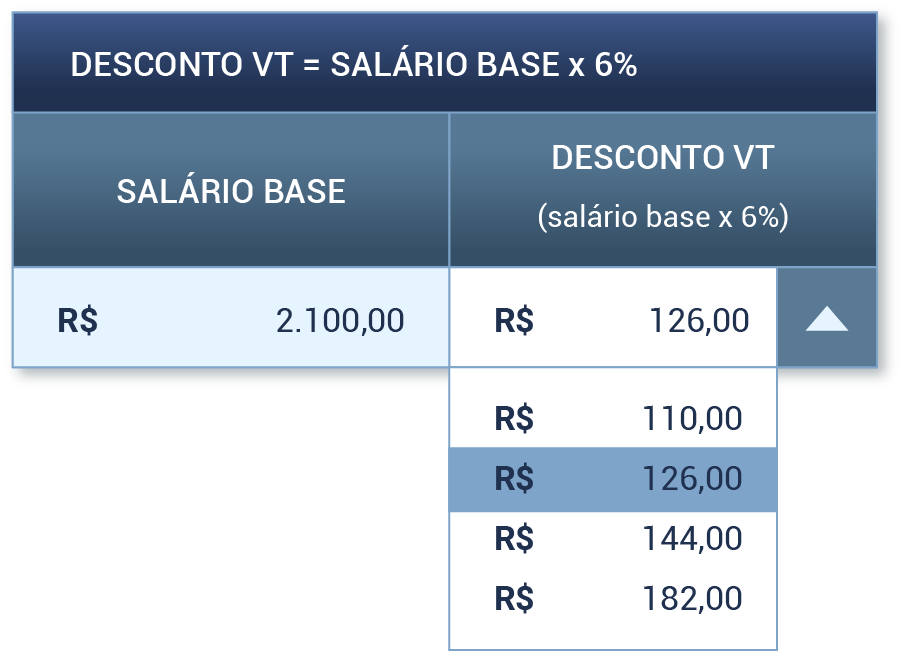 DESCONTO VT = SALÁRIO BASE x 6%
SALÁRIO BASE
DESCONTO VT
(salário base x 6%)
R$ 2.100,00
R$ 126,00
R$ 110,00
R$ 126,00
R$ 144,00
R$ 182,00